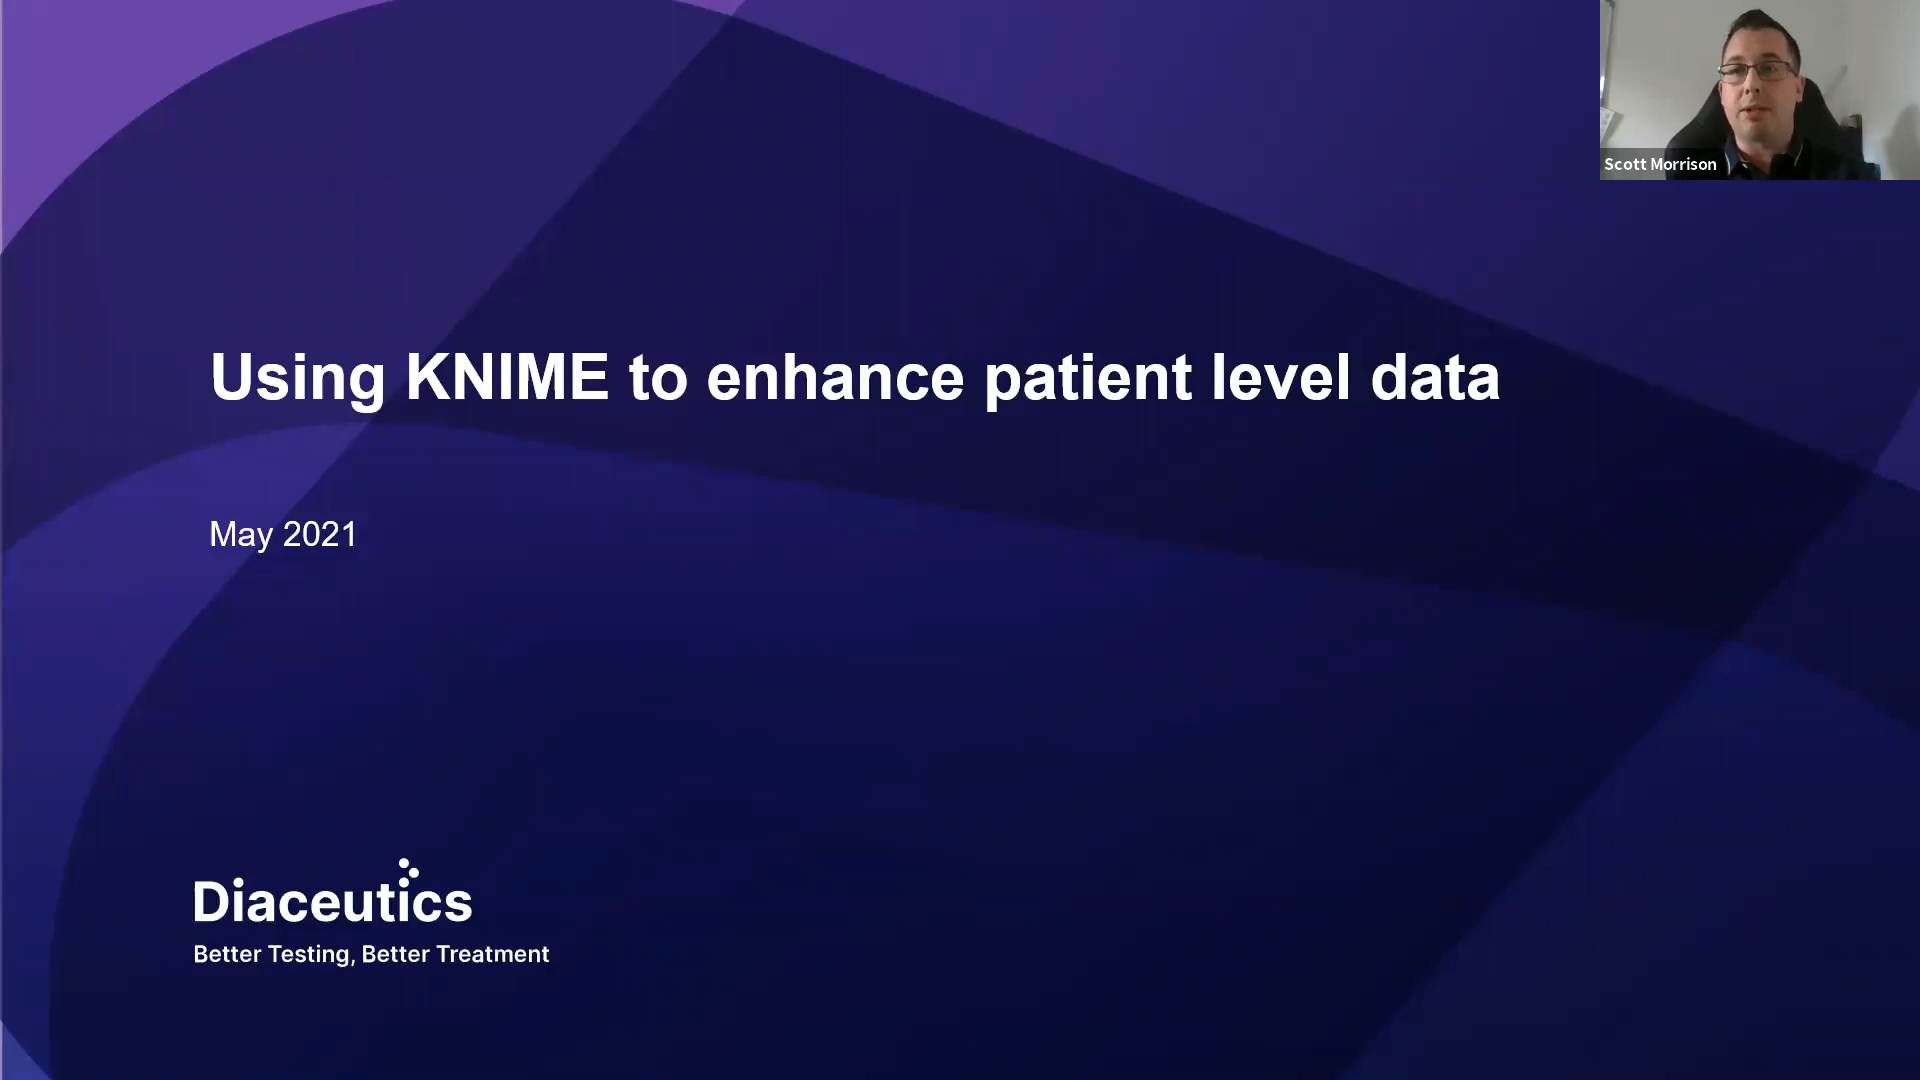 Scott Morrison
Using KNIME to enhance patient level data
May 2021
Diaceutics
Better Testing, Better Treatment